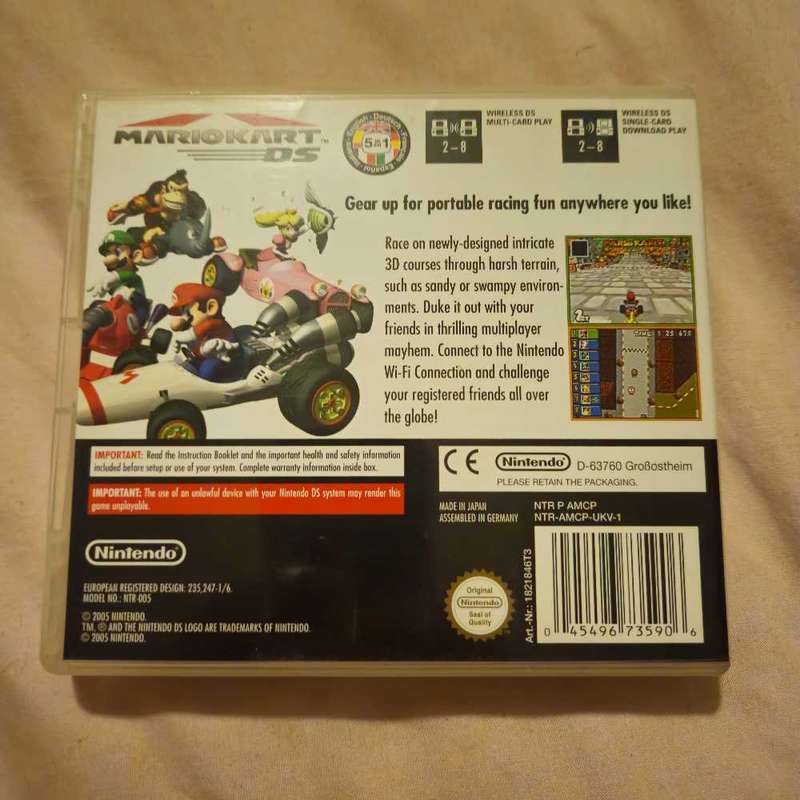 MARIOKART™
DS
English • Deutsch • Français • Español •
5 in 1
2–8
WIRELESS DS
MULTI-CARD PLAY
2–8
WIRELESS DS
SINGLE-CARD
DOWNLOAD PLAY
Gear up for portable racing fun anywhere you like!
Race on newly-designed intricate
3D courses through harsh terrain,
such as sandy or swampy environ-
ments. Duke it out with your
friends in thrilling multiplayer
mayhem. Connect to the Nintendo
Wi-Fi Connection and challenge
your registered friends all over
the globe!
MARIOKART
M
IMPORTANT: Read the Instruction Booklet and the important health and safety information
included before setup or use of your system. Complete warranty information inside box.
IMPORTANT: The use of an unlawful device with your Nintendo DS system may render this
game unplayable.
CE Nintendo D-63760 Großostheim
PLEASE RETAIN THE PACKAGING.
MADE IN JAPAN
ASSEMBLED IN GERMANY
NTR P AMCP
NTR-AMCP-UKV-1
Nintendo
EUROPEAN REGISTERED DESIGN: 235,247-1/6.
MODEL NO.: NTR-005
© 2005 NINTENDO.
TM, ® AND THE NINTENDO DS LOGO ARE TRADEMARKS OF NINTENDO.
© 2005 NINTENDO.
Original
Nintendo
Seal of
Quality
Art.-Nr.: 1821846T3
0 45496 73590 6